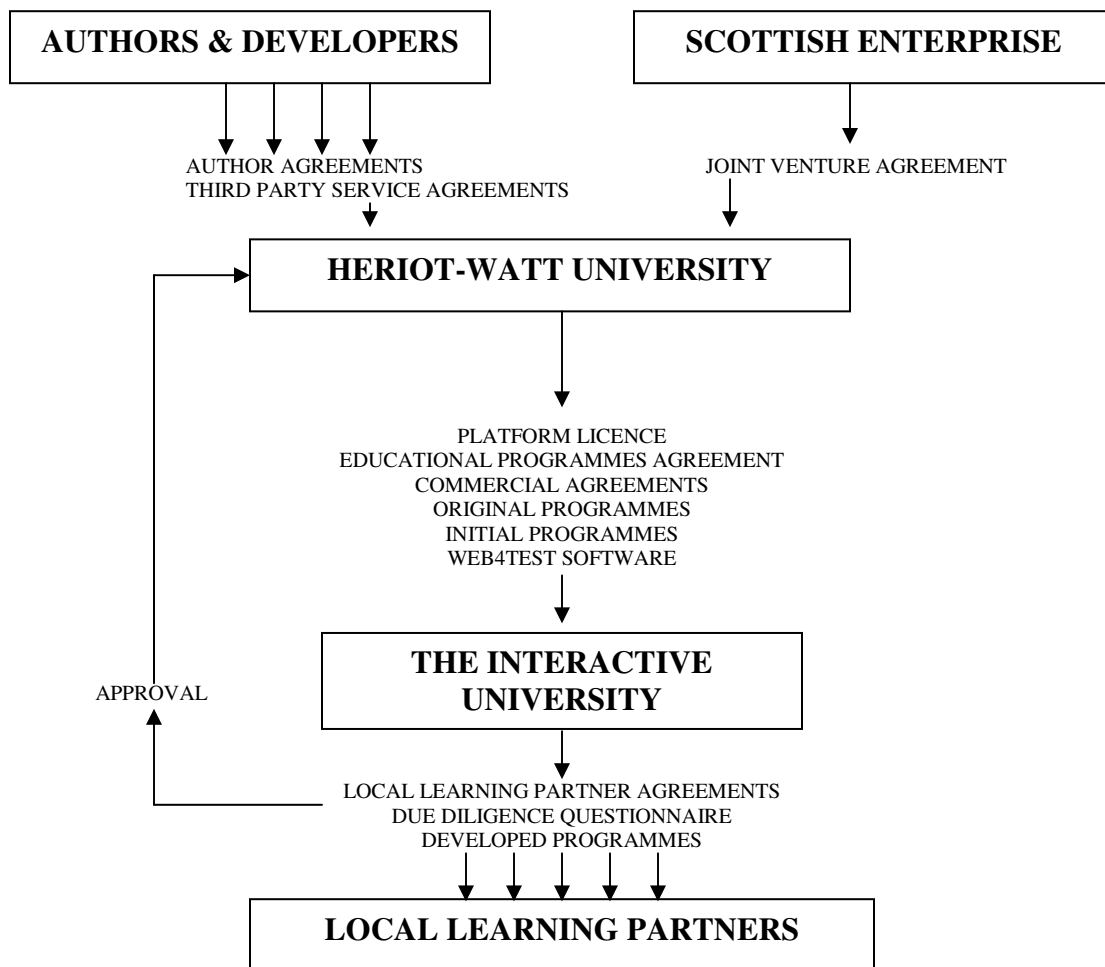 AUTHORS & DEVELOPERS
SCOTTISH ENTERPRISE
AUTHOR AGREEMENTS
THIRD PARTY SERVICE AGREEMENTS
JOINT VENTURE AGREEMENT
HERIOT-WATT UNIVERSITY
PLATFORM LICENCE
EDUCATIONAL PROGRAMMES AGREEMENT
COMMERCIAL AGREEMENTS
ORIGINAL PROGRAMMES
INITIAL PROGRAMMES
WEB4TEST SOFTWARE
THE INTERACTIVE
UNIVERSITY
APPROVAL
LOCAL LEARNING PARTNER AGREEMENTS
DUE DILIGENCE QUESTIONNAIRE
DEVELOPED PROGRAMMES
LOCAL LEARNING PARTNERS